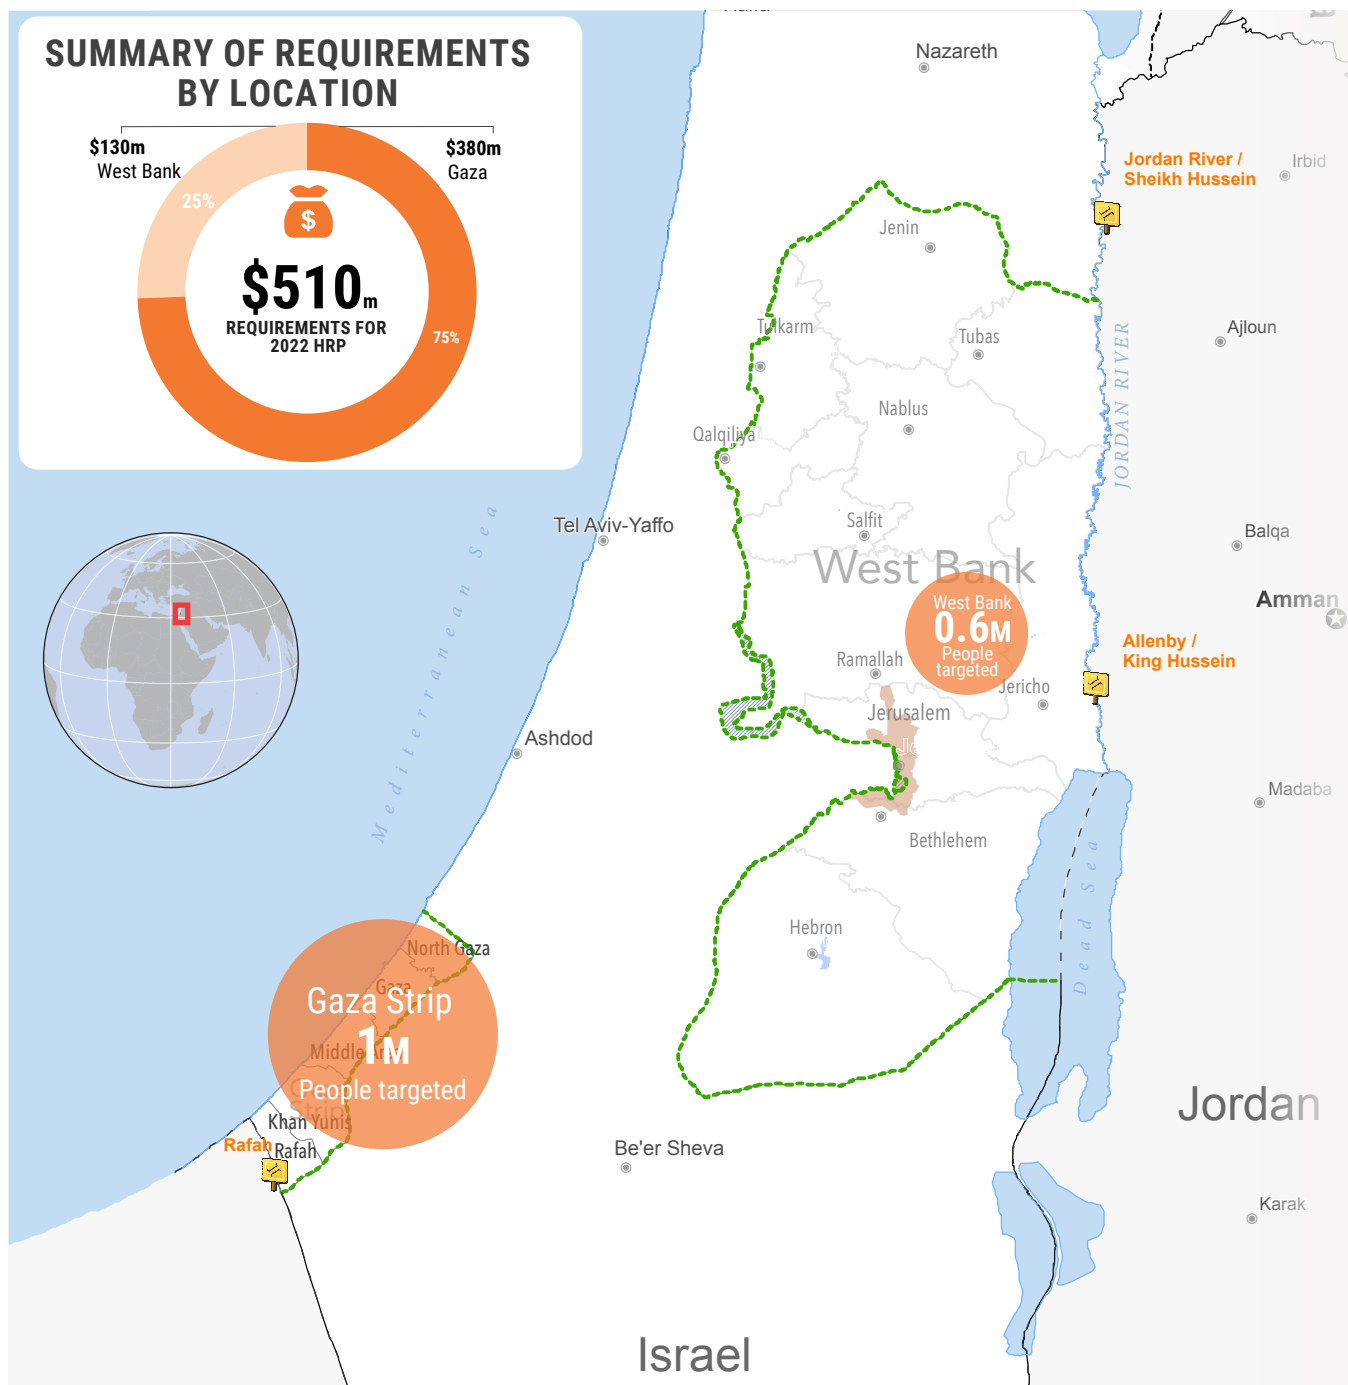 SUMMARY OF REQUIREMENTS
BY LOCATION
$130m
West Bank
$380m
Gaza
25%
$
$510m
REQUIREMENTS FOR
2022 HRP
75%
Nazareth
Jordan River /
Sheikh Hussein
Irbid
Jenin
Tulkarm
Tubas
Ajloun
JORDAN RIVER
Nablus
Qalqiliya
Mediterranean Sea
Tel Aviv-Yaffo
Salfit
Balqa
West Bank
West Bank
0.6M
People
targeted
Amman
Allenby /
King Hussein
Ramallah
Jericho
Jerusalem
Ashdod
Madaba
Bethlehem
Dead Sea
Hebron
North Gaza
Gaza
Gaza Strip
1M
Middle Area
People targeted
Strip
Khan Yunis
Rafah
Rafah
Be'er Sheva
Jordan
Karak
Israel